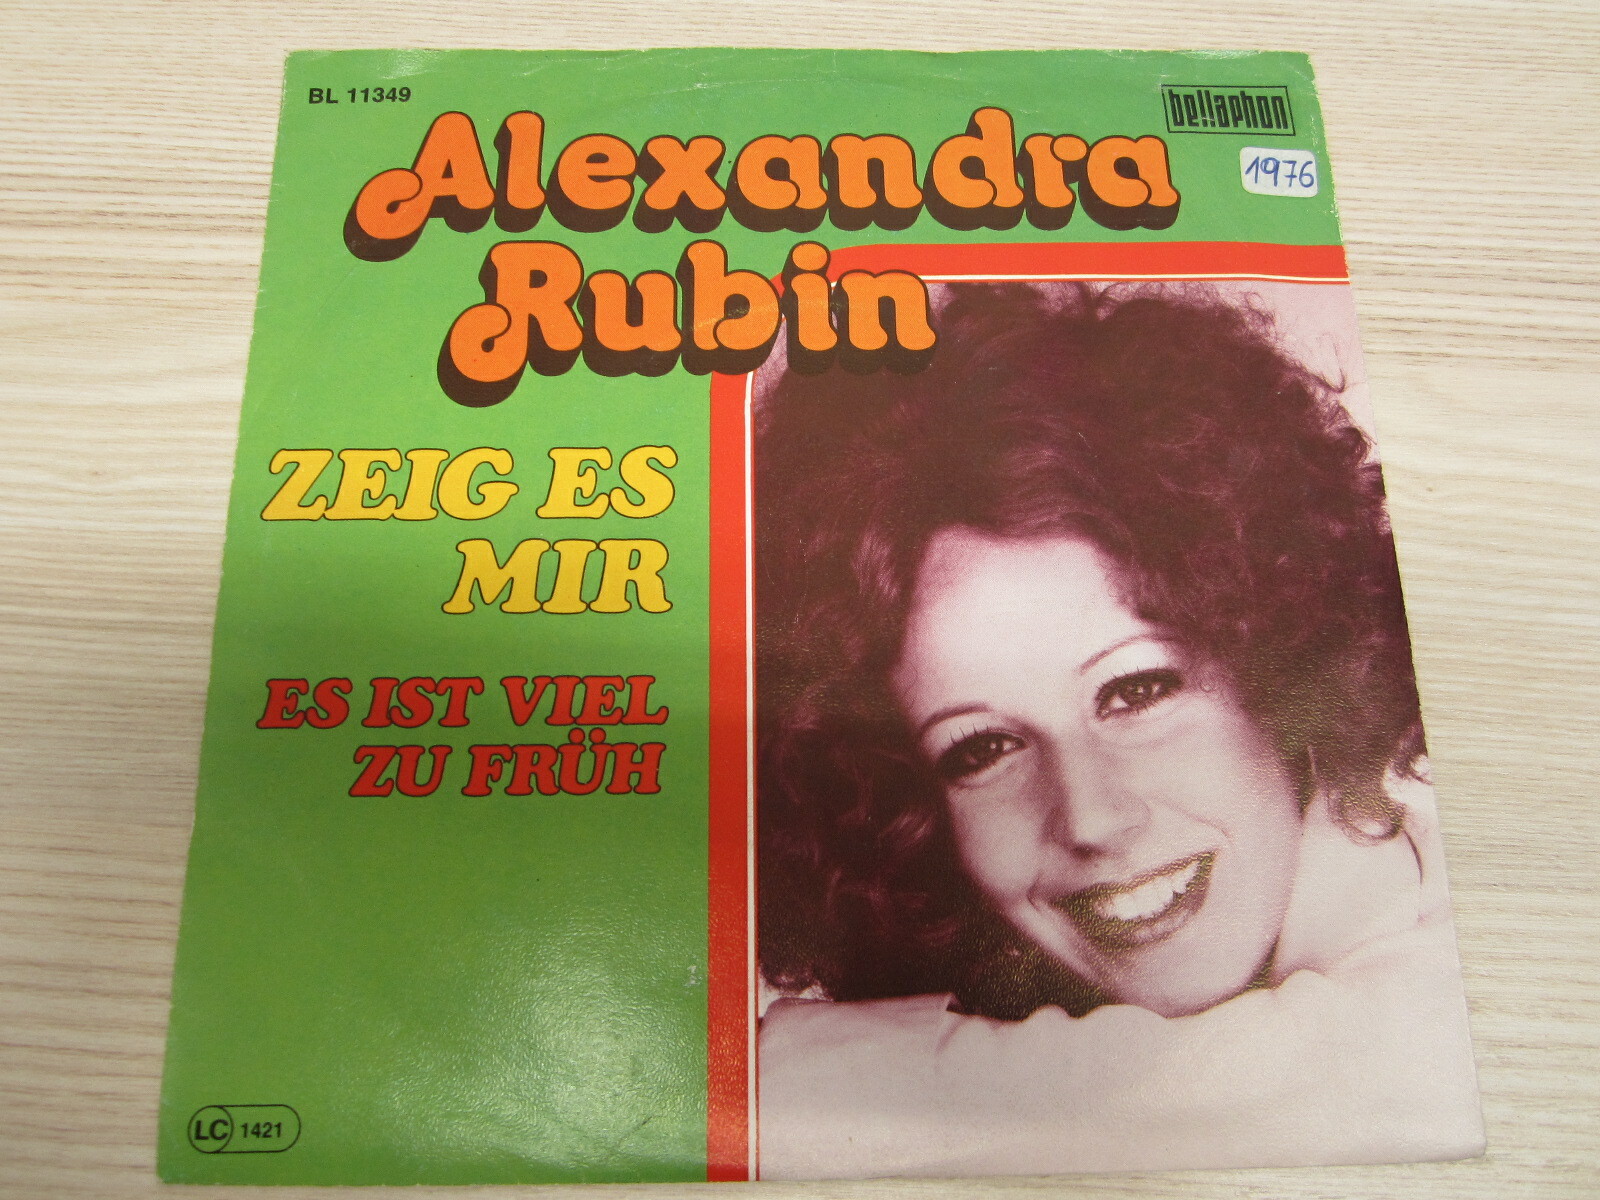 BL 11349
bellaphon
1976
Alexandra
Rubin
ZEIG ES
MIR
ES IST VIEL
ZU FRÜH
LC 1421